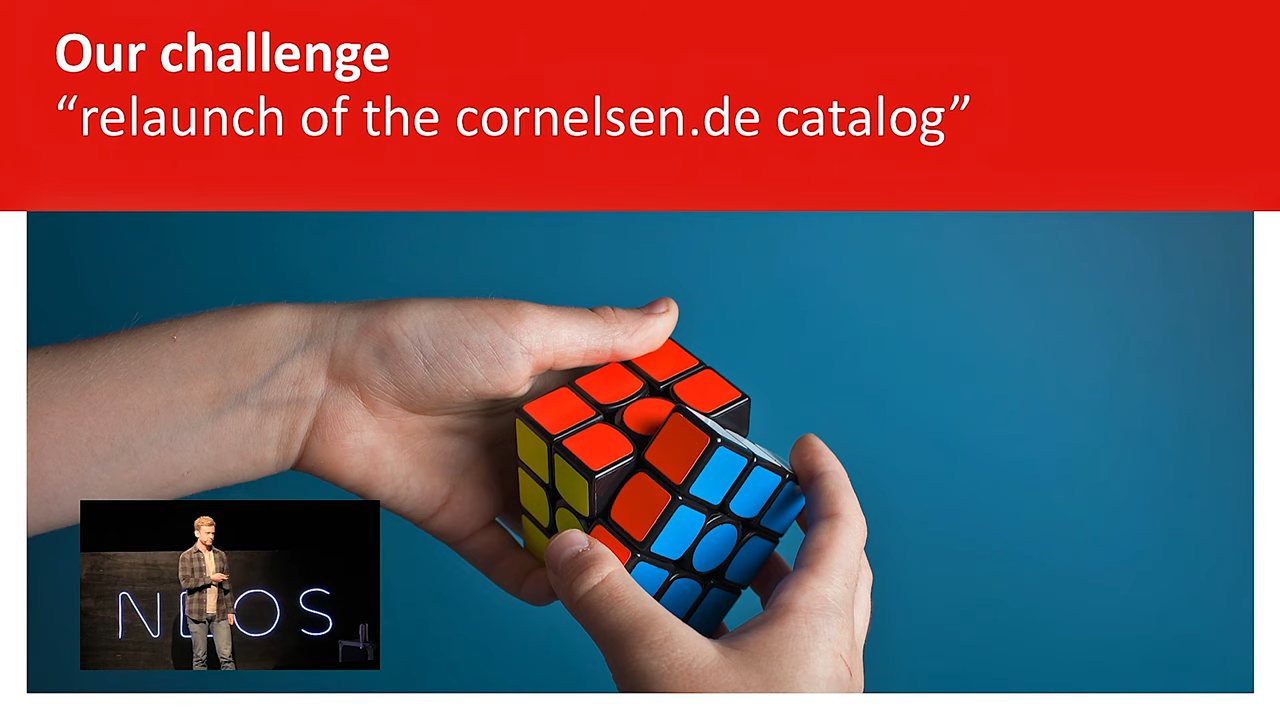 Our challenge
“relaunch of the cornelsen.de catalog”
NEOS